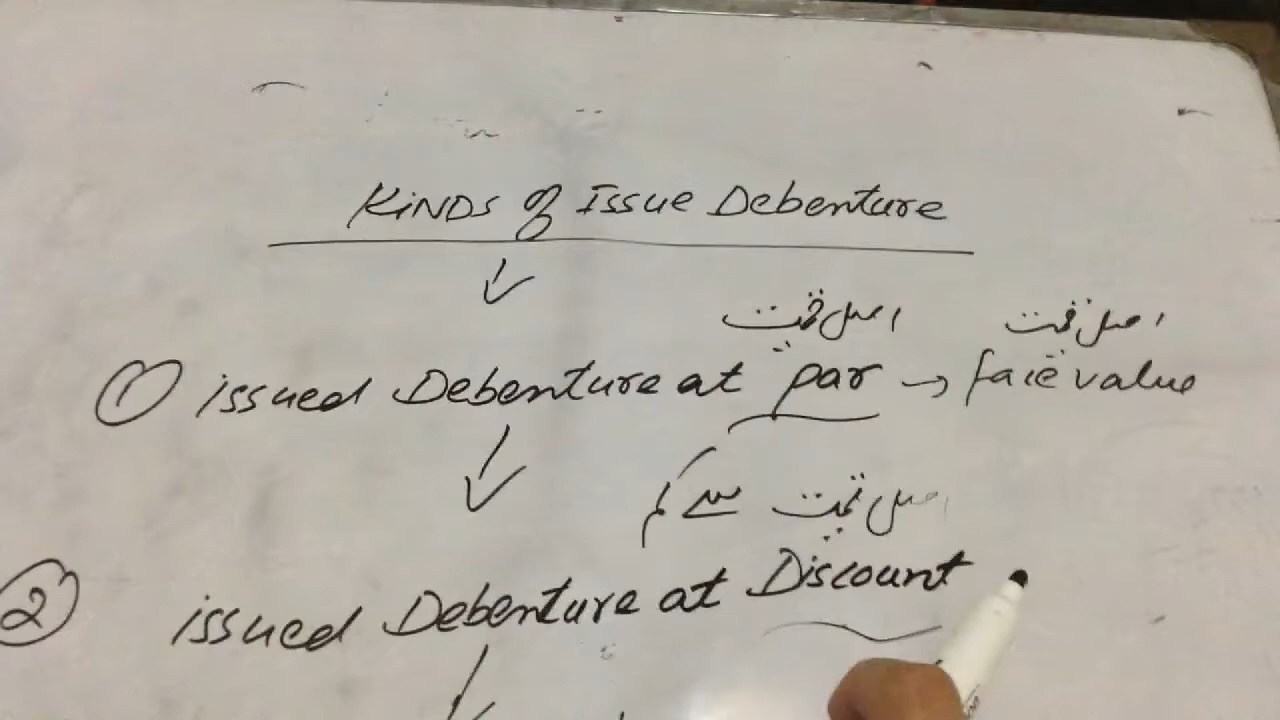 KINDS of Issue Debenture
اصل قیمت اصل قیمت
① issued Debenture at par → face value
اصل قیمت سے کم
② issued Debenture at Discount